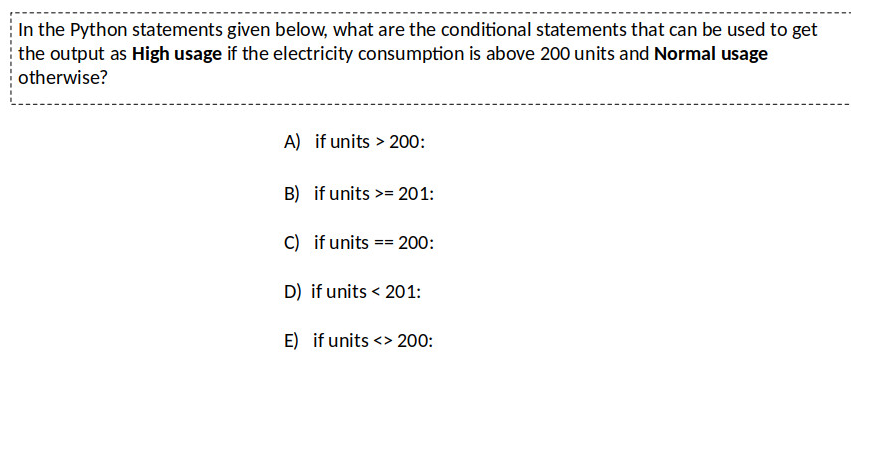 In the Python statements given below, what are the conditional statements that can be used to get
the output as High usage if the electricity consumption is above 200 units and Normal usage
otherwise?
A) if units > 200:
B) if units >= 201:
C) if units == 200:
D) if units < 201:
E) if units <> 200: